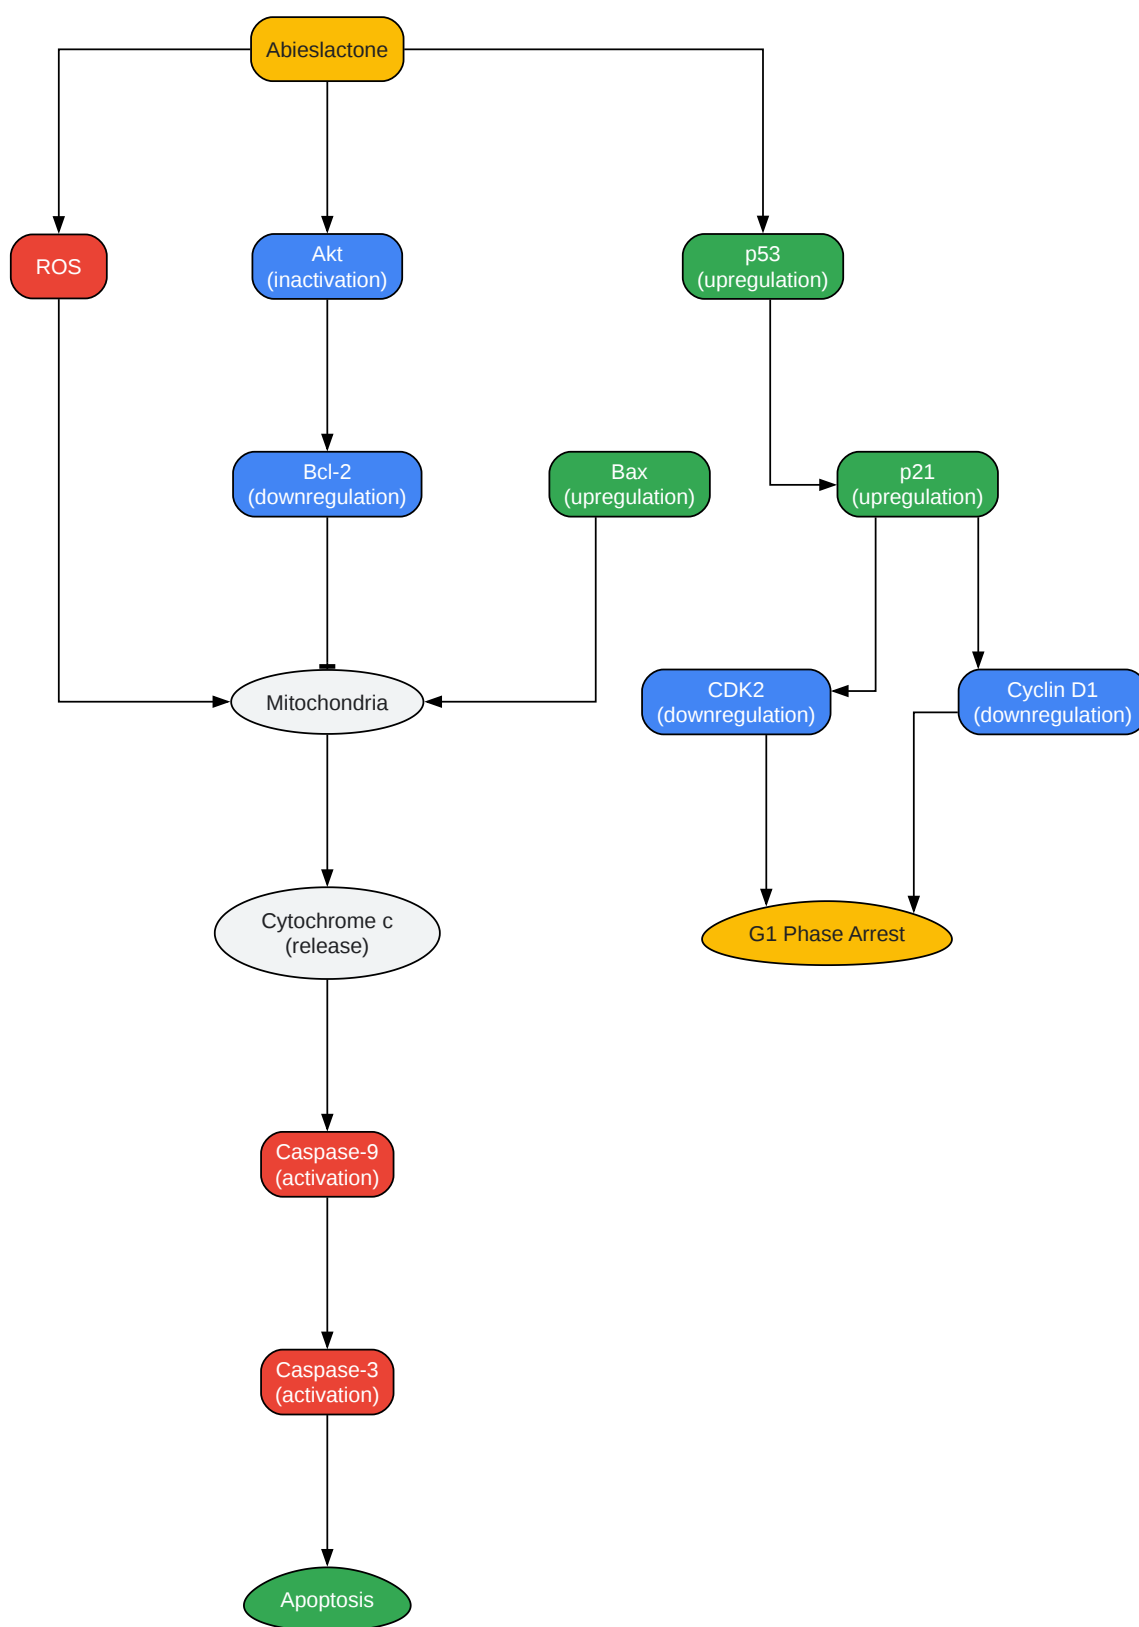 Abieslactone
ROS
Akt
(inactivation)
p53
(upregulation)
Bcl-2
(downregulation)
Bax
(upregulation)
p21
(upregulation)
Mitochondria
CDK2
(downregulation)
Cyclin D1
(downregulation)
Cytochrome c
(release)
G1 Phase Arrest
Caspase-9
(activation)
Caspase-3
(activation)
Apoptosis